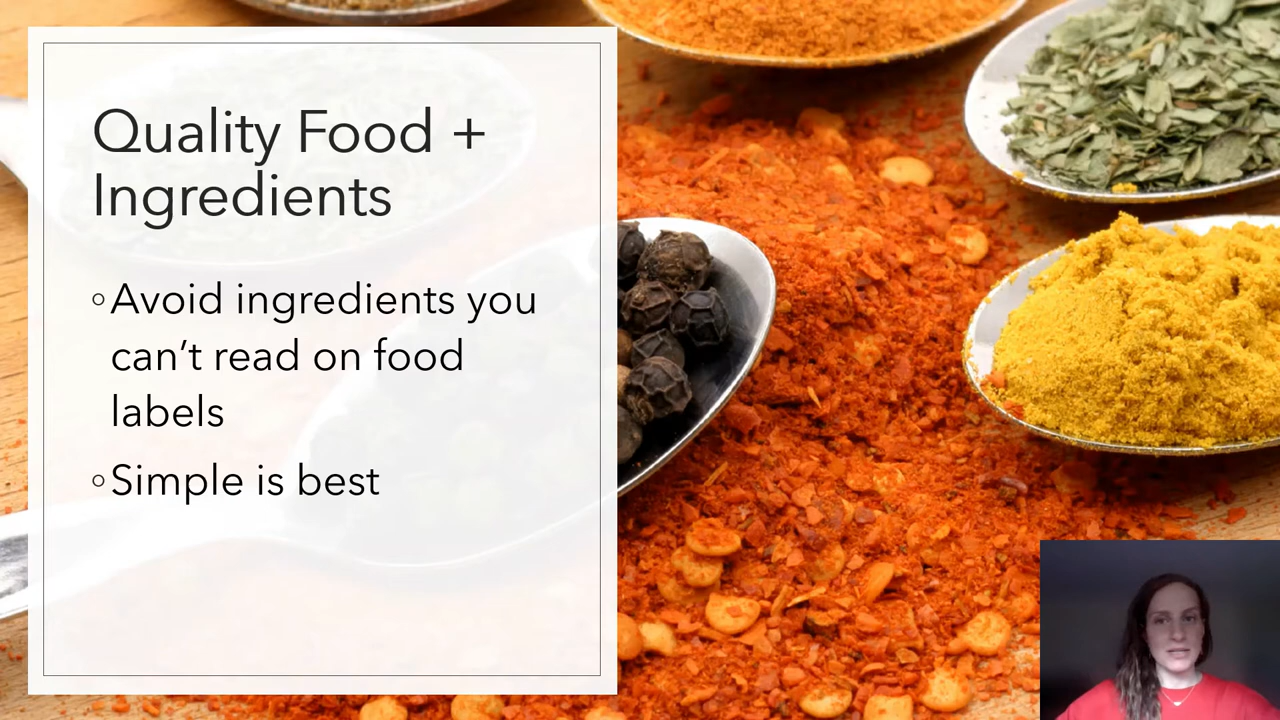 Quality Food +
Ingredients
◦Avoid ingredients you
can’t read on food
labels
◦Simple is best